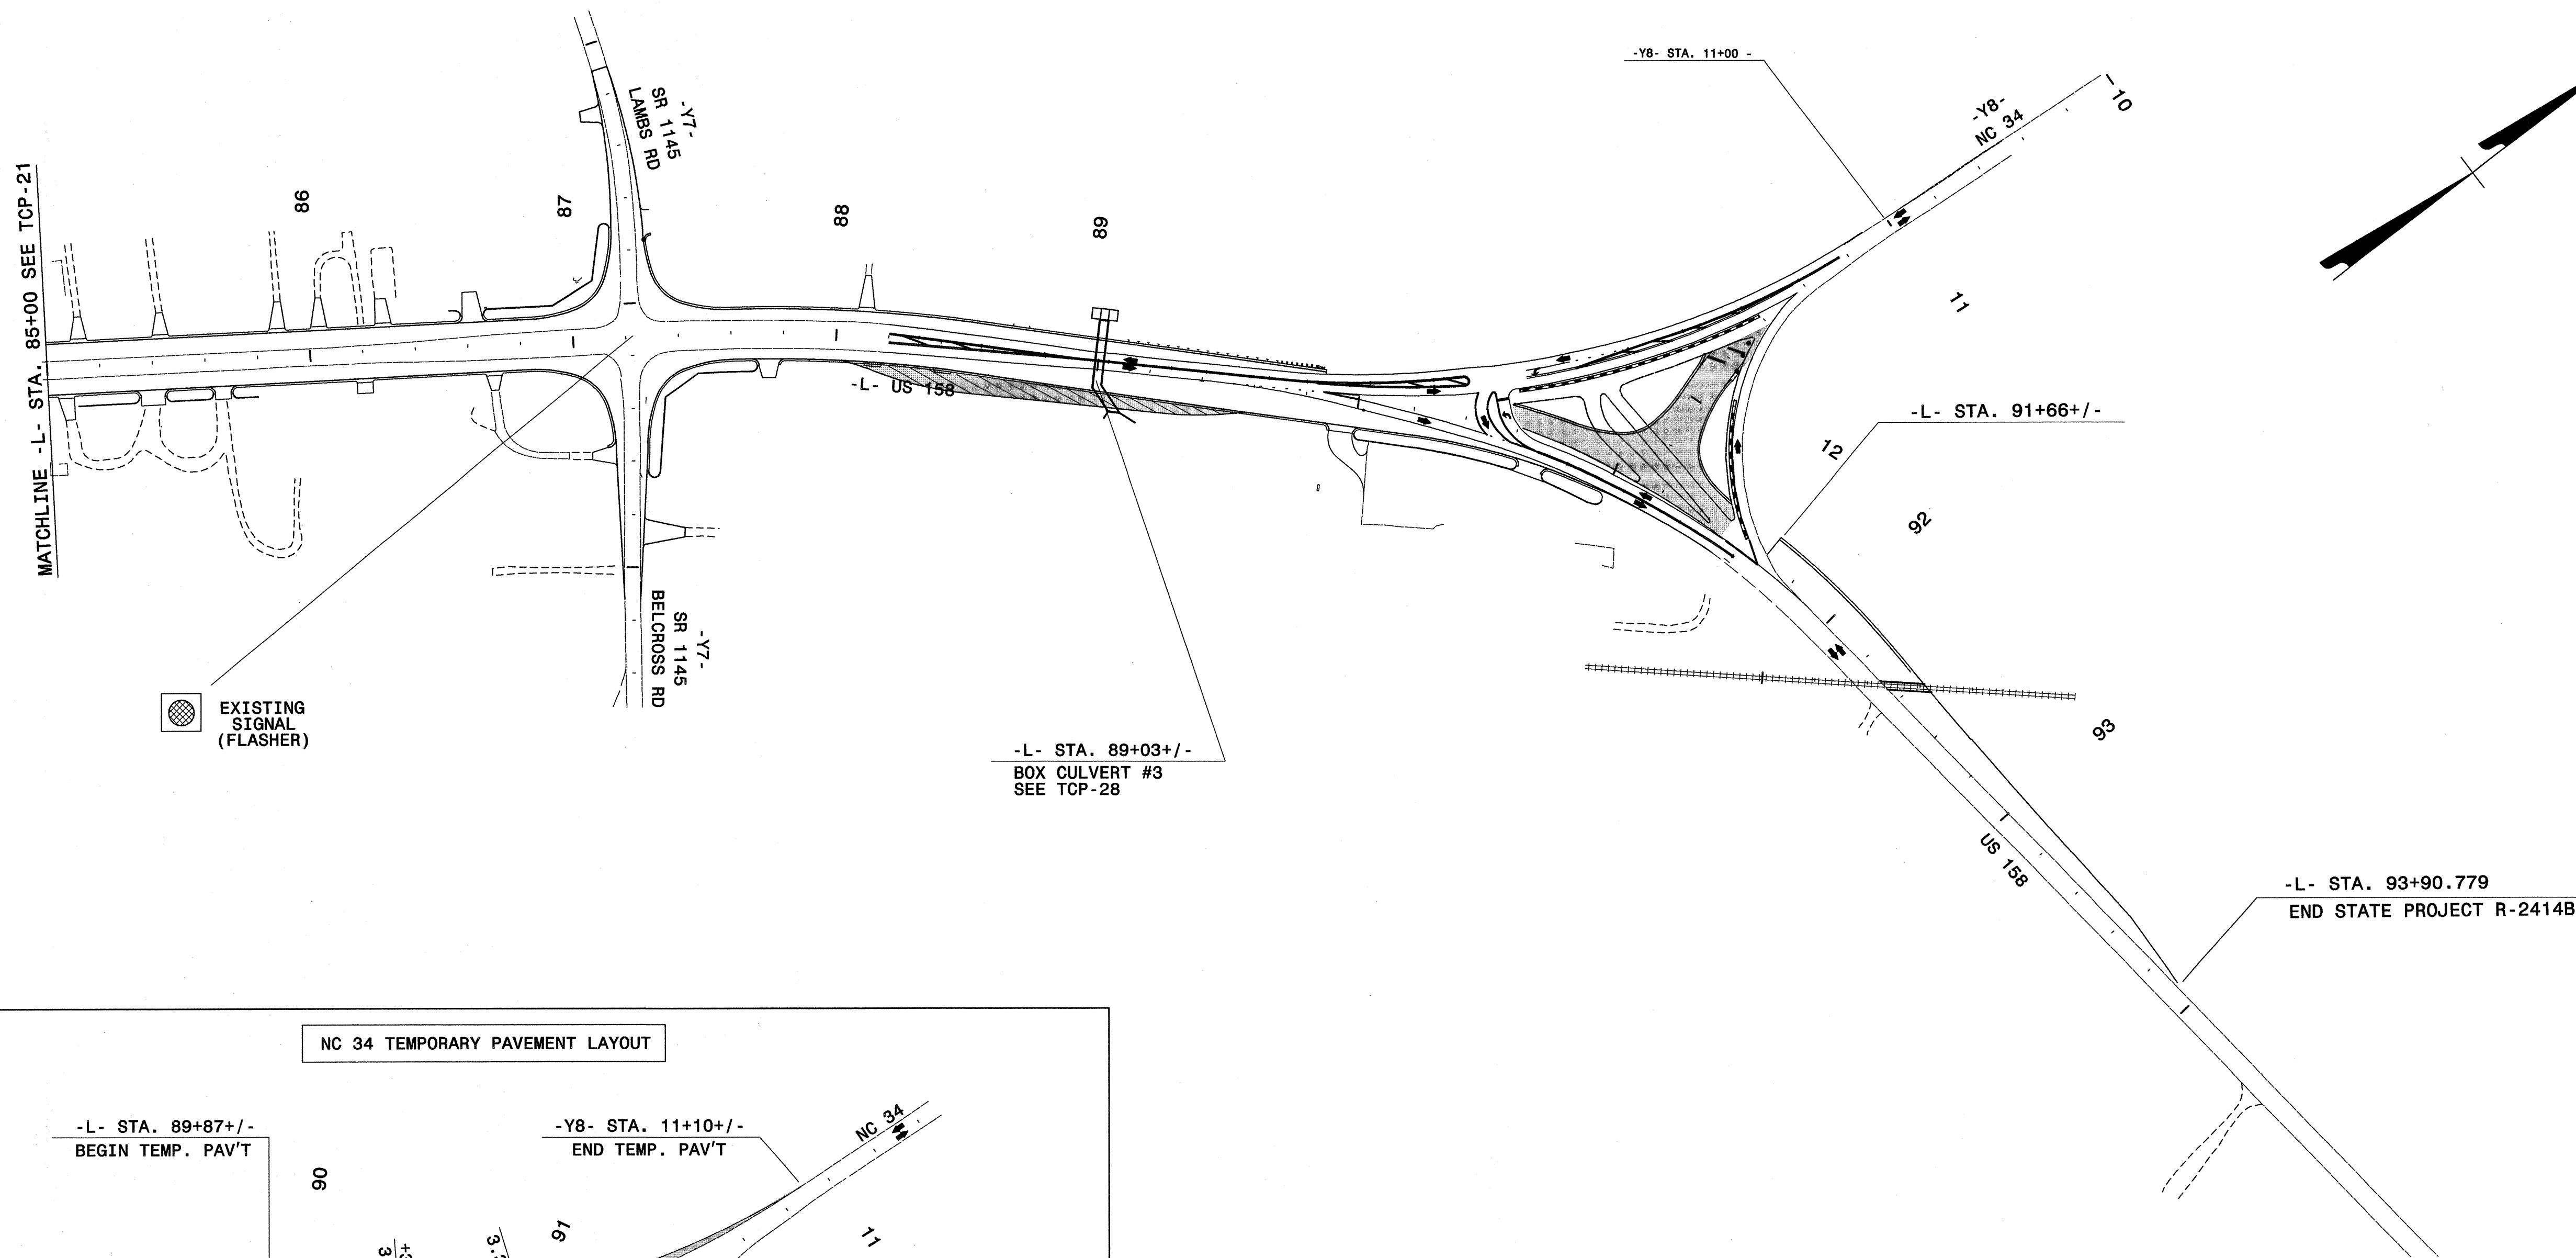 MATCHLINE -L- STA. 85+00 SEE TCP-21
86
87
88
89
-Y7-
SR 1145
LAMBS RD
-Y8- STA. 11+00 -
-Y8-
NC 34
10
11
-L- US 158
-L- STA. 91+66+/-
12
92
-Y7-
SR 1145
BELCROSS RD
EXISTING
SIGNAL
(FLASHER)
-L- STA. 89+03+/-
BOX CULVERT #3
SEE TCP-28
93
US 158
-L- STA. 93+90.779
END STATE PROJECT R-2414B
NC 34 TEMPORARY PAVEMENT LAYOUT
-L- STA. 89+87+/-
BEGIN TEMP. PAV'T
-Y8- STA. 11+10+/-
END TEMP. PAV'T
NC 34
90
91
11